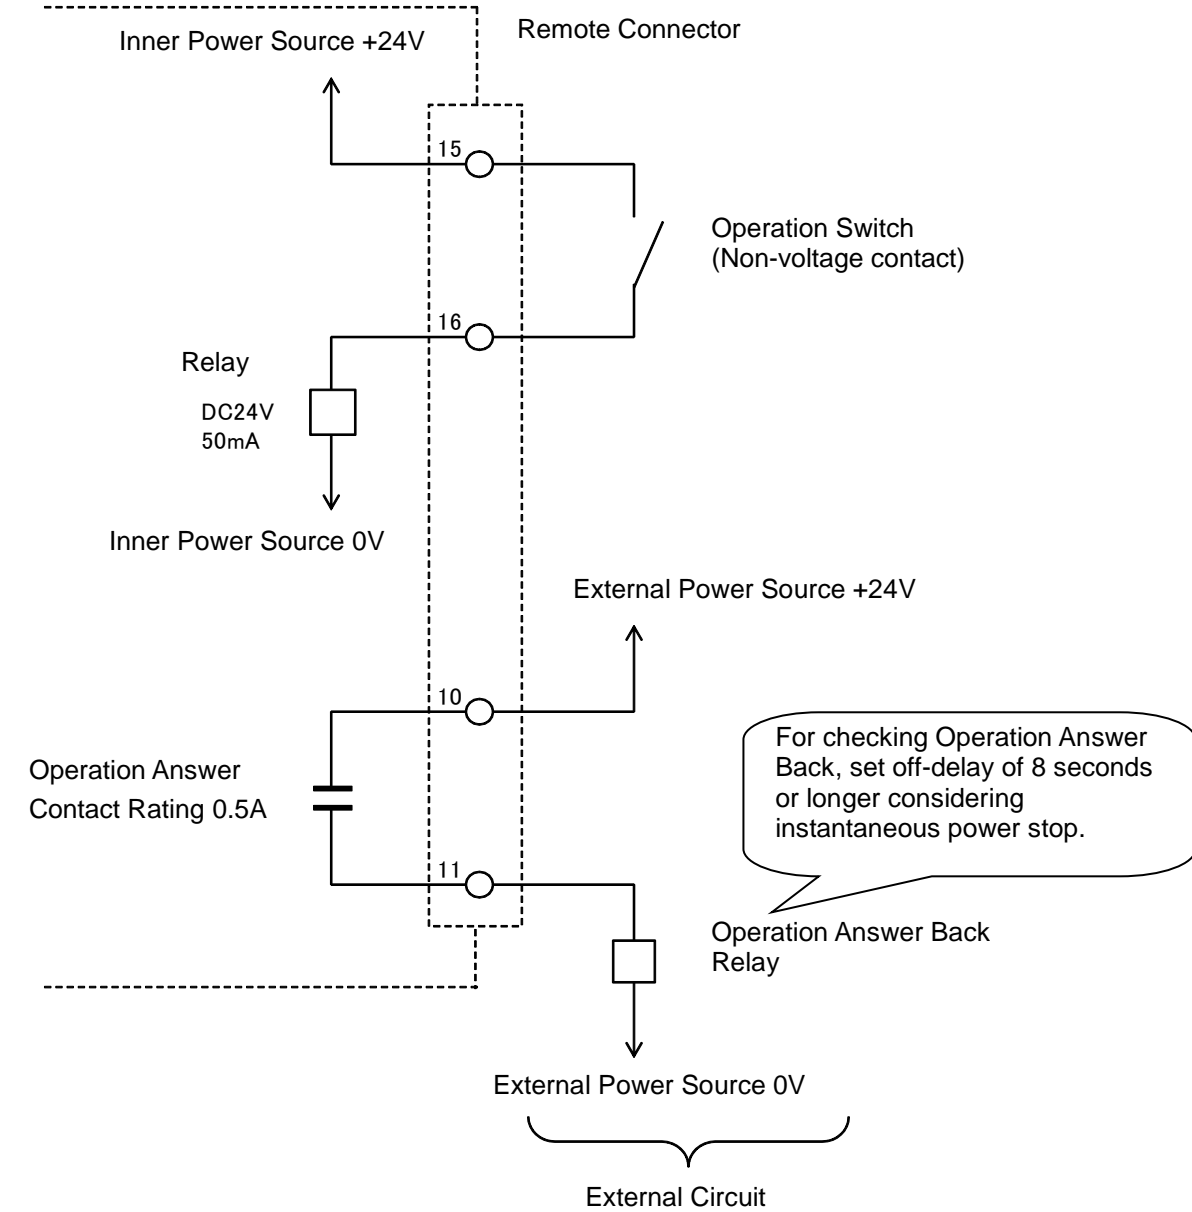 Inner Power Source +24V
Remote Connector
15
Operation Switch
(Non-voltage contact)
16
Relay
DC24V
50mA
Inner Power Source 0V
External Power Source +24V
10
For checking Operation Answer
Back, set off-delay of 8 seconds
or longer considering
instantaneous power stop.
Operation Answer
Contact Rating 0.5A
11
Operation Answer Back
Relay
External Power Source 0V
External Circuit